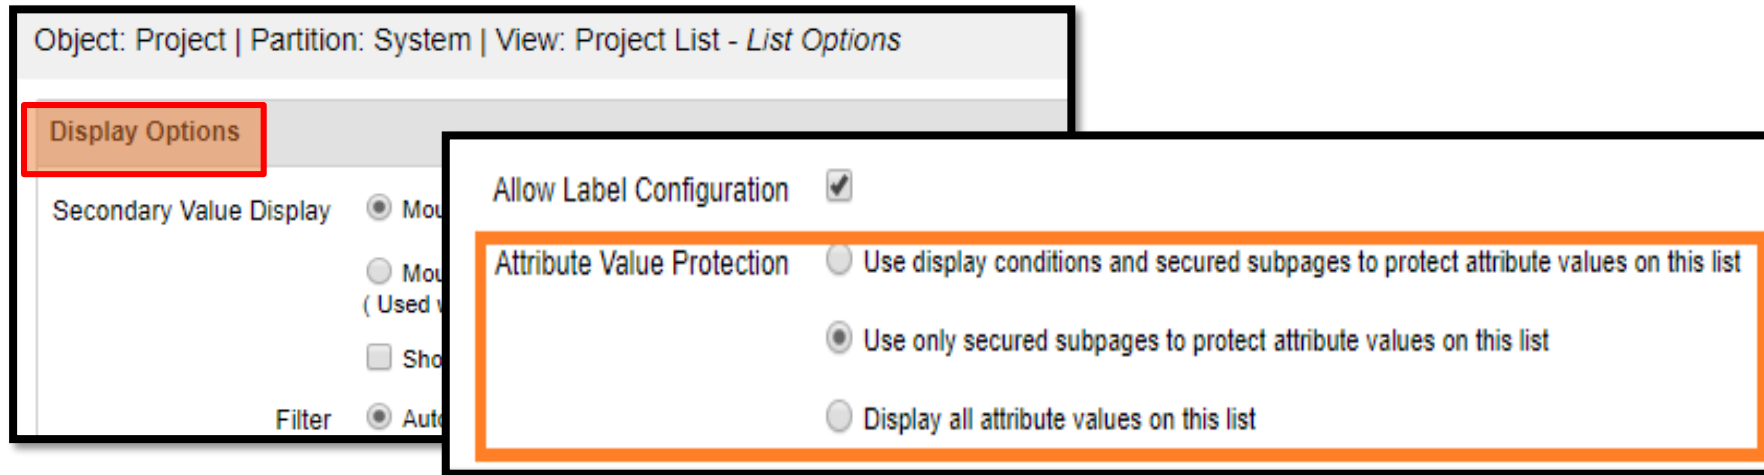 Object: Project | Partition: System | View: Project List - List Options
Display Options
Secondary Value Display
( Used
Filter
Allow Label Configuration
Attribute Value Protection Use display conditions and secured subpages to protect attribute values on this list
Use only secured subpages to protect attribute values on this list
Display all attribute values on this list